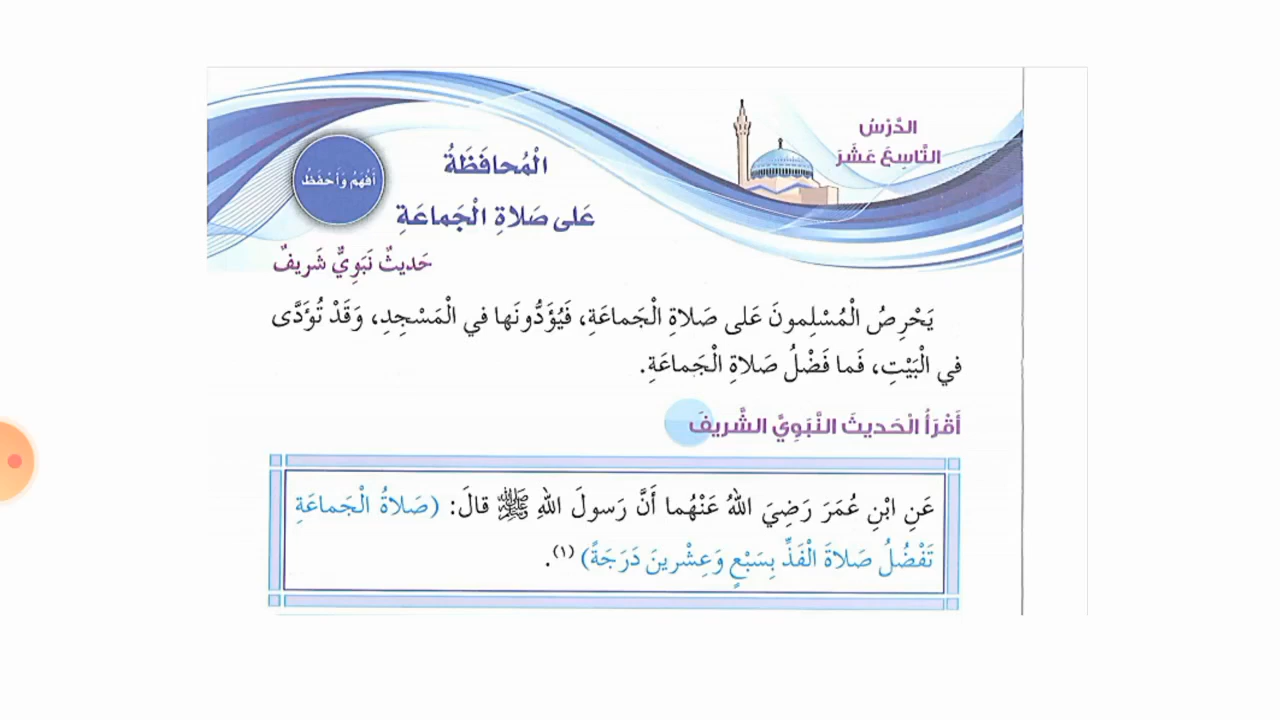 الدَّرْسُ
التَّاسِعَ عَشَرَ
الْمُحافَظَةُ
عَلى صَلاةِ الْجَماعَةِ
أَفْهَمُ وَأَحْفَظُ
حَديثٌ نَبَوِيٌّ شَريفٌ
يَحْرِصُ الْمُسْلِمونَ عَلى صَلاةِ الْجَماعَةِ، فَيُؤَدُّونَها في الْمَسْجِدِ، وَقَدْ تُؤَدَّى
في الْبَيْتِ، فَما فَضْلُ صَلاةِ الْجَماعَةِ.
أَقْرَأُ الْحَديثَ النَّبَوِيَّ الشَّريفَ
عَنِ ابْنِ عُمَرَ رَضِيَ اللهُ عَنْهُما أَنَّ رَسولَ اللهِ ﷺ قالَ: (صَلاةُ الْجَماعَةِ
تَفْضُلُ صَلاةَ الْفَذِّ بِسَبْعٍ وَعِشْرينَ دَرَجَةً) (١).